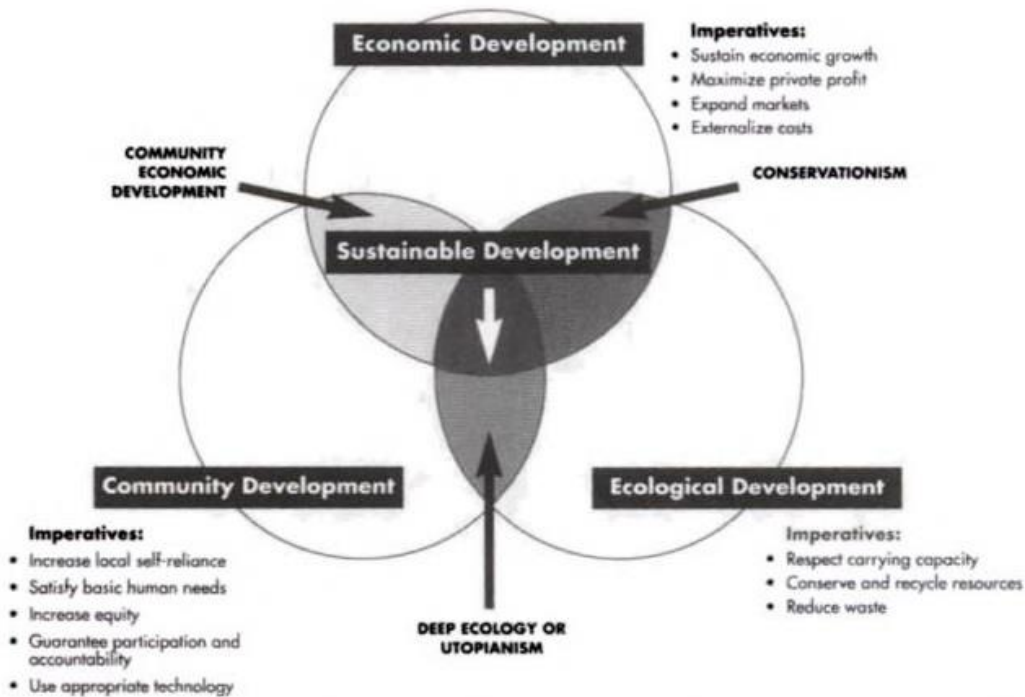 Economic Development
Imperatives:
• Sustain economic growth
• Maximize private profit
• Expand markets
• Externalize costs
COMMUNITY
ECONOMIC
DEVELOPMENT
CONSERVATIONISM
Sustainable Development
Community Development
Ecological Development
Imperatives:
• Increase local self-reliance
• Satisfy basic human needs
• Increase equity
• Guarantee participation and
accountability
• Use appropriate technology
Imperatives:
• Respect carrying capacity
• Conserve and recycle resources
• Reduce waste
DEEP ECOLOGY OR
UTOPIANISM